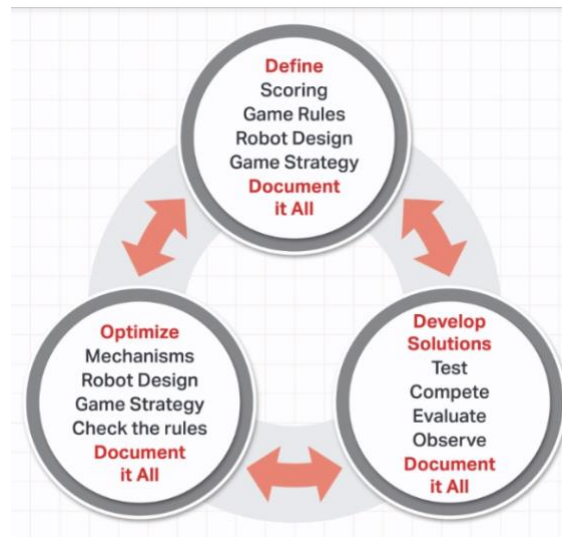 Define
Scoring
Game Rules
Robot Design
Game Strategy
Document
it All
Optimize
Mechanisms
Robot Design
Game Strategy
Check the rules
Document
it All
Develop
Solutions
Test
Compete
Evaluate
Observe
Document
it All